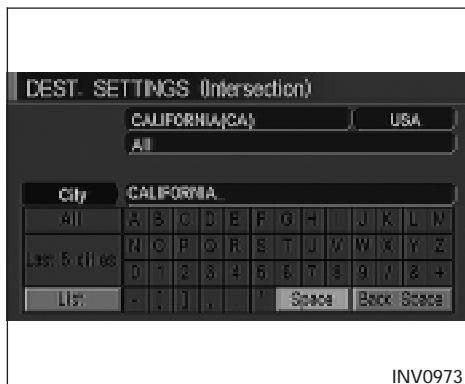 DEST. SETTINGS (Intersection)
CALIFORNIA(CA) USA
All
City CALIFORNIA_
All A B C D E F G H I J K L M
Last 5 cities N O P Q R S T U V W X Y Z
0 1 2 3 4 5 6 7 8 9 / & +
List - [ ] . ' Space Back Space
INV0973